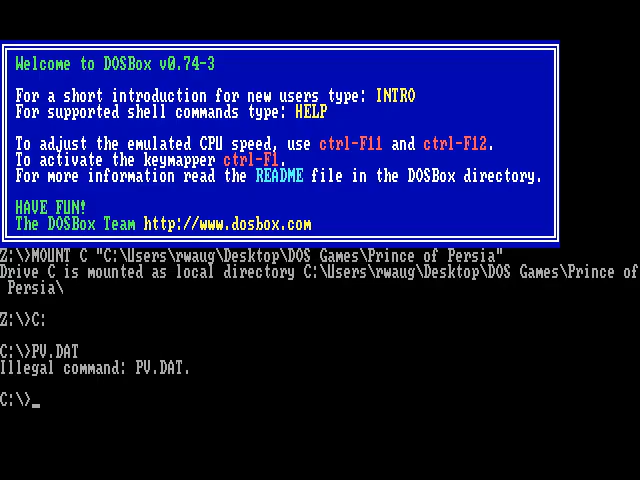 Welcome to DOSBox v0.74-3
For a short introduction for new users type: INTRO
For supported shell commands type: HELP
To adjust the emulated CPU speed, use ctrl-F11 and ctrl-F12.
To activate the keymapper ctrl-F1.
For more information read the README file in the DOSBox directory.
HAVE FUN!
The DOSBox Team http://www.dosbox.com
Z:\>MOUNT C "C:\Users\rwaug\Desktop\DOS Games\Prince of Persia"
Drive C is mounted as local directory C:\Users\rwaug\Desktop\DOS Games\Prince of
 Persia\
Z:\>C:
C:\>PV.DAT
Illegal command: PV.DAT.
C:\>_